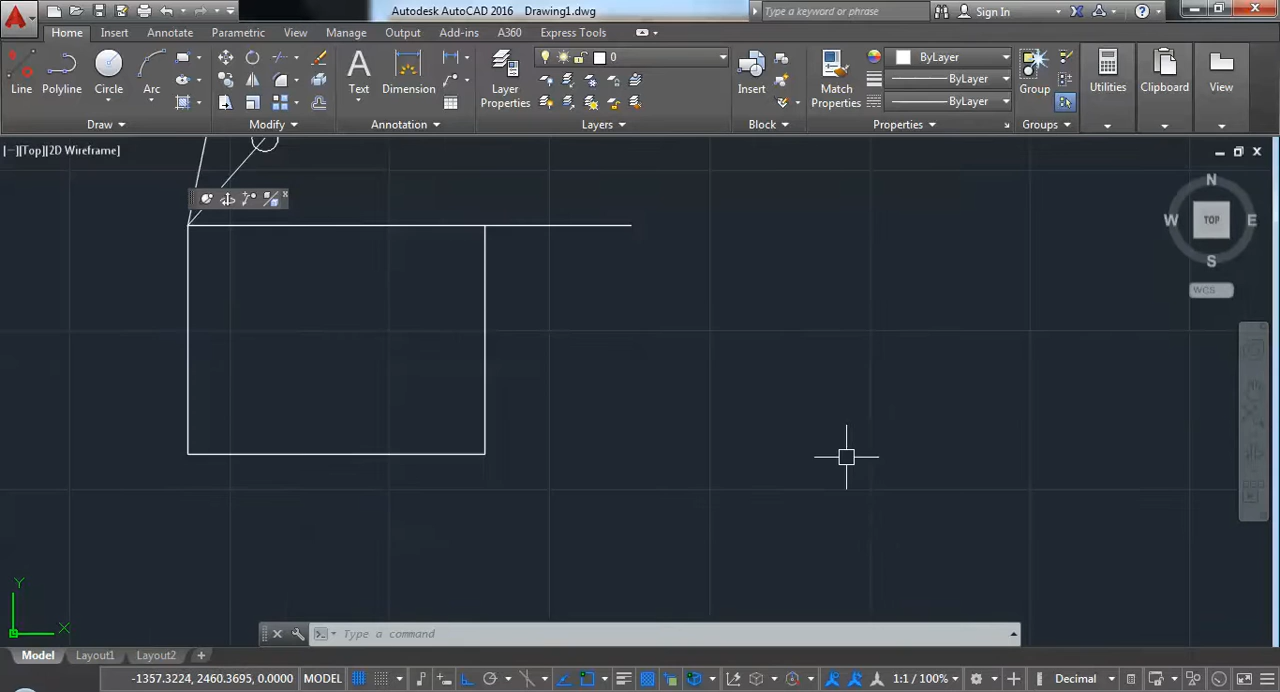 Autodesk AutoCAD 2016 Drawing1.dwg
Type a keyword or phrase
Sign In
Home Insert Annotate Parametric View Manage Output Add-ins A360 Express Tools
0
ByLayer
ByLayer
ByLayer
Line Polyline Circle Arc Text Dimension Layer Properties Insert Match Properties Group Utilities Clipboard View
Draw Modify Annotation Layers Block Properties Groups
[−][Top][2D Wireframe]
N
W TOP E
S
WCS
Y
X
Type a command
Model Layout1 Layout2 +
-1357.3224, 2460.3695, 0.0000 MODEL 1:1 / 100% Decimal